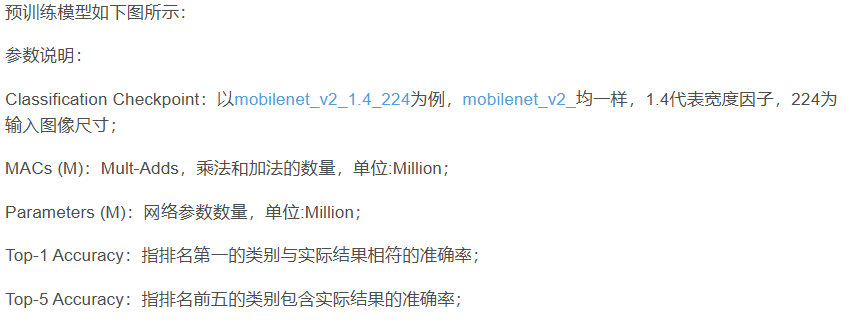 预训练模型如下图所示：
参数说明：
Classification Checkpoint：以mobilenet_v2_1.4_224为例，mobilenet_v2_均一样，1.4代表宽度因子，224为
输入图像尺寸；
MACs (M)：Mult-Adds，乘法和加法的数量，单位:Million；
Parameters (M)：网络参数数量，单位:Million；
Top-1 Accuracy：指排名第一的类别与实际结果相符的准确率；
Top-5 Accuracy：指排名前五的类别包含实际结果的准确率；